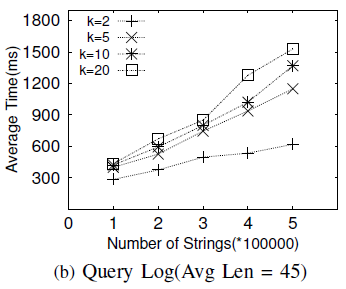 1800
1500
1200
900
600
300
Average Time(ms)
k=2
k=5
k=10
k=20
0 1 2 3 4 5
Number of Strings(*100000)
(b) Query Log(Avg Len = 45)